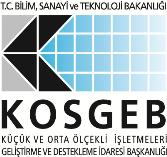 T.C. BİLİM, SANAYİ ve TEKNOLOJİ BAKANLIĞI
KOSGEB
KÜÇÜK VE ORTA ÖLÇEKLİ İŞLETMELERİ
GELİŞTİRME VE DESTEKLEME İDARESİ BAŞKANLIĞI